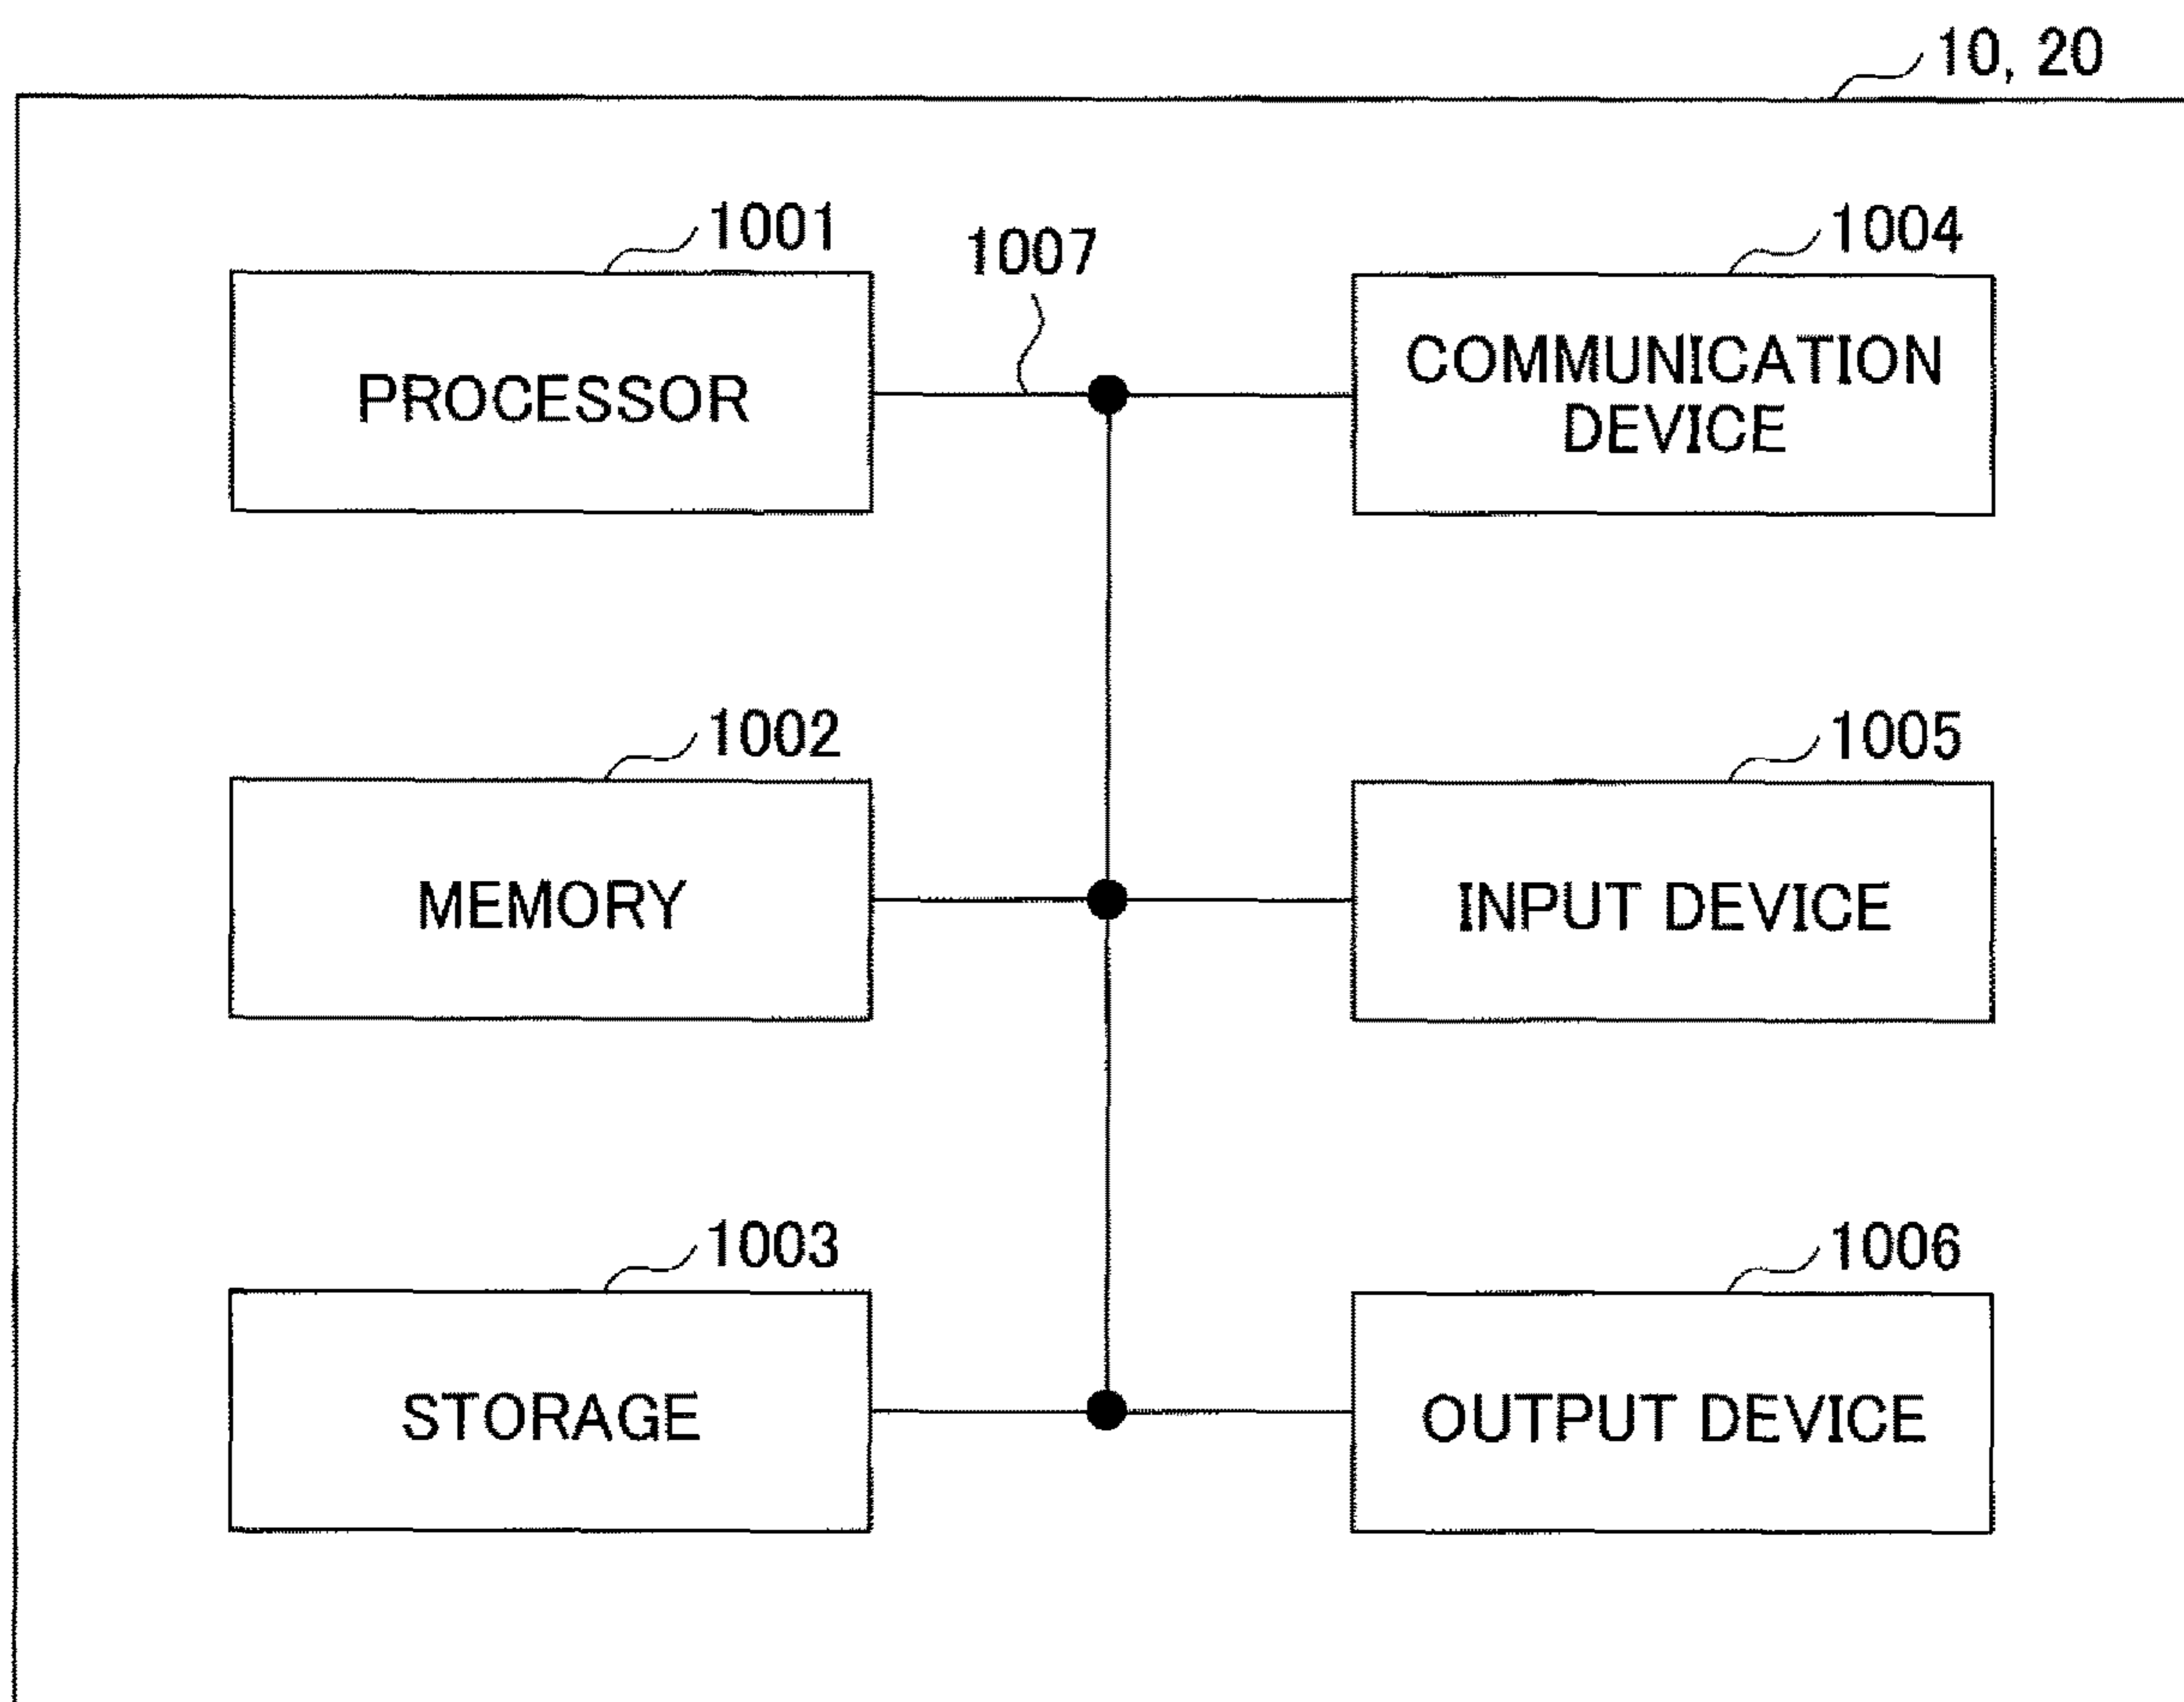 10, 20
1001
1007
1004
PROCESSOR
COMMUNICATION
DEVICE
1002
1005
MEMORY
INPUT DEVICE
1003
1006
STORAGE
OUTPUT DEVICE